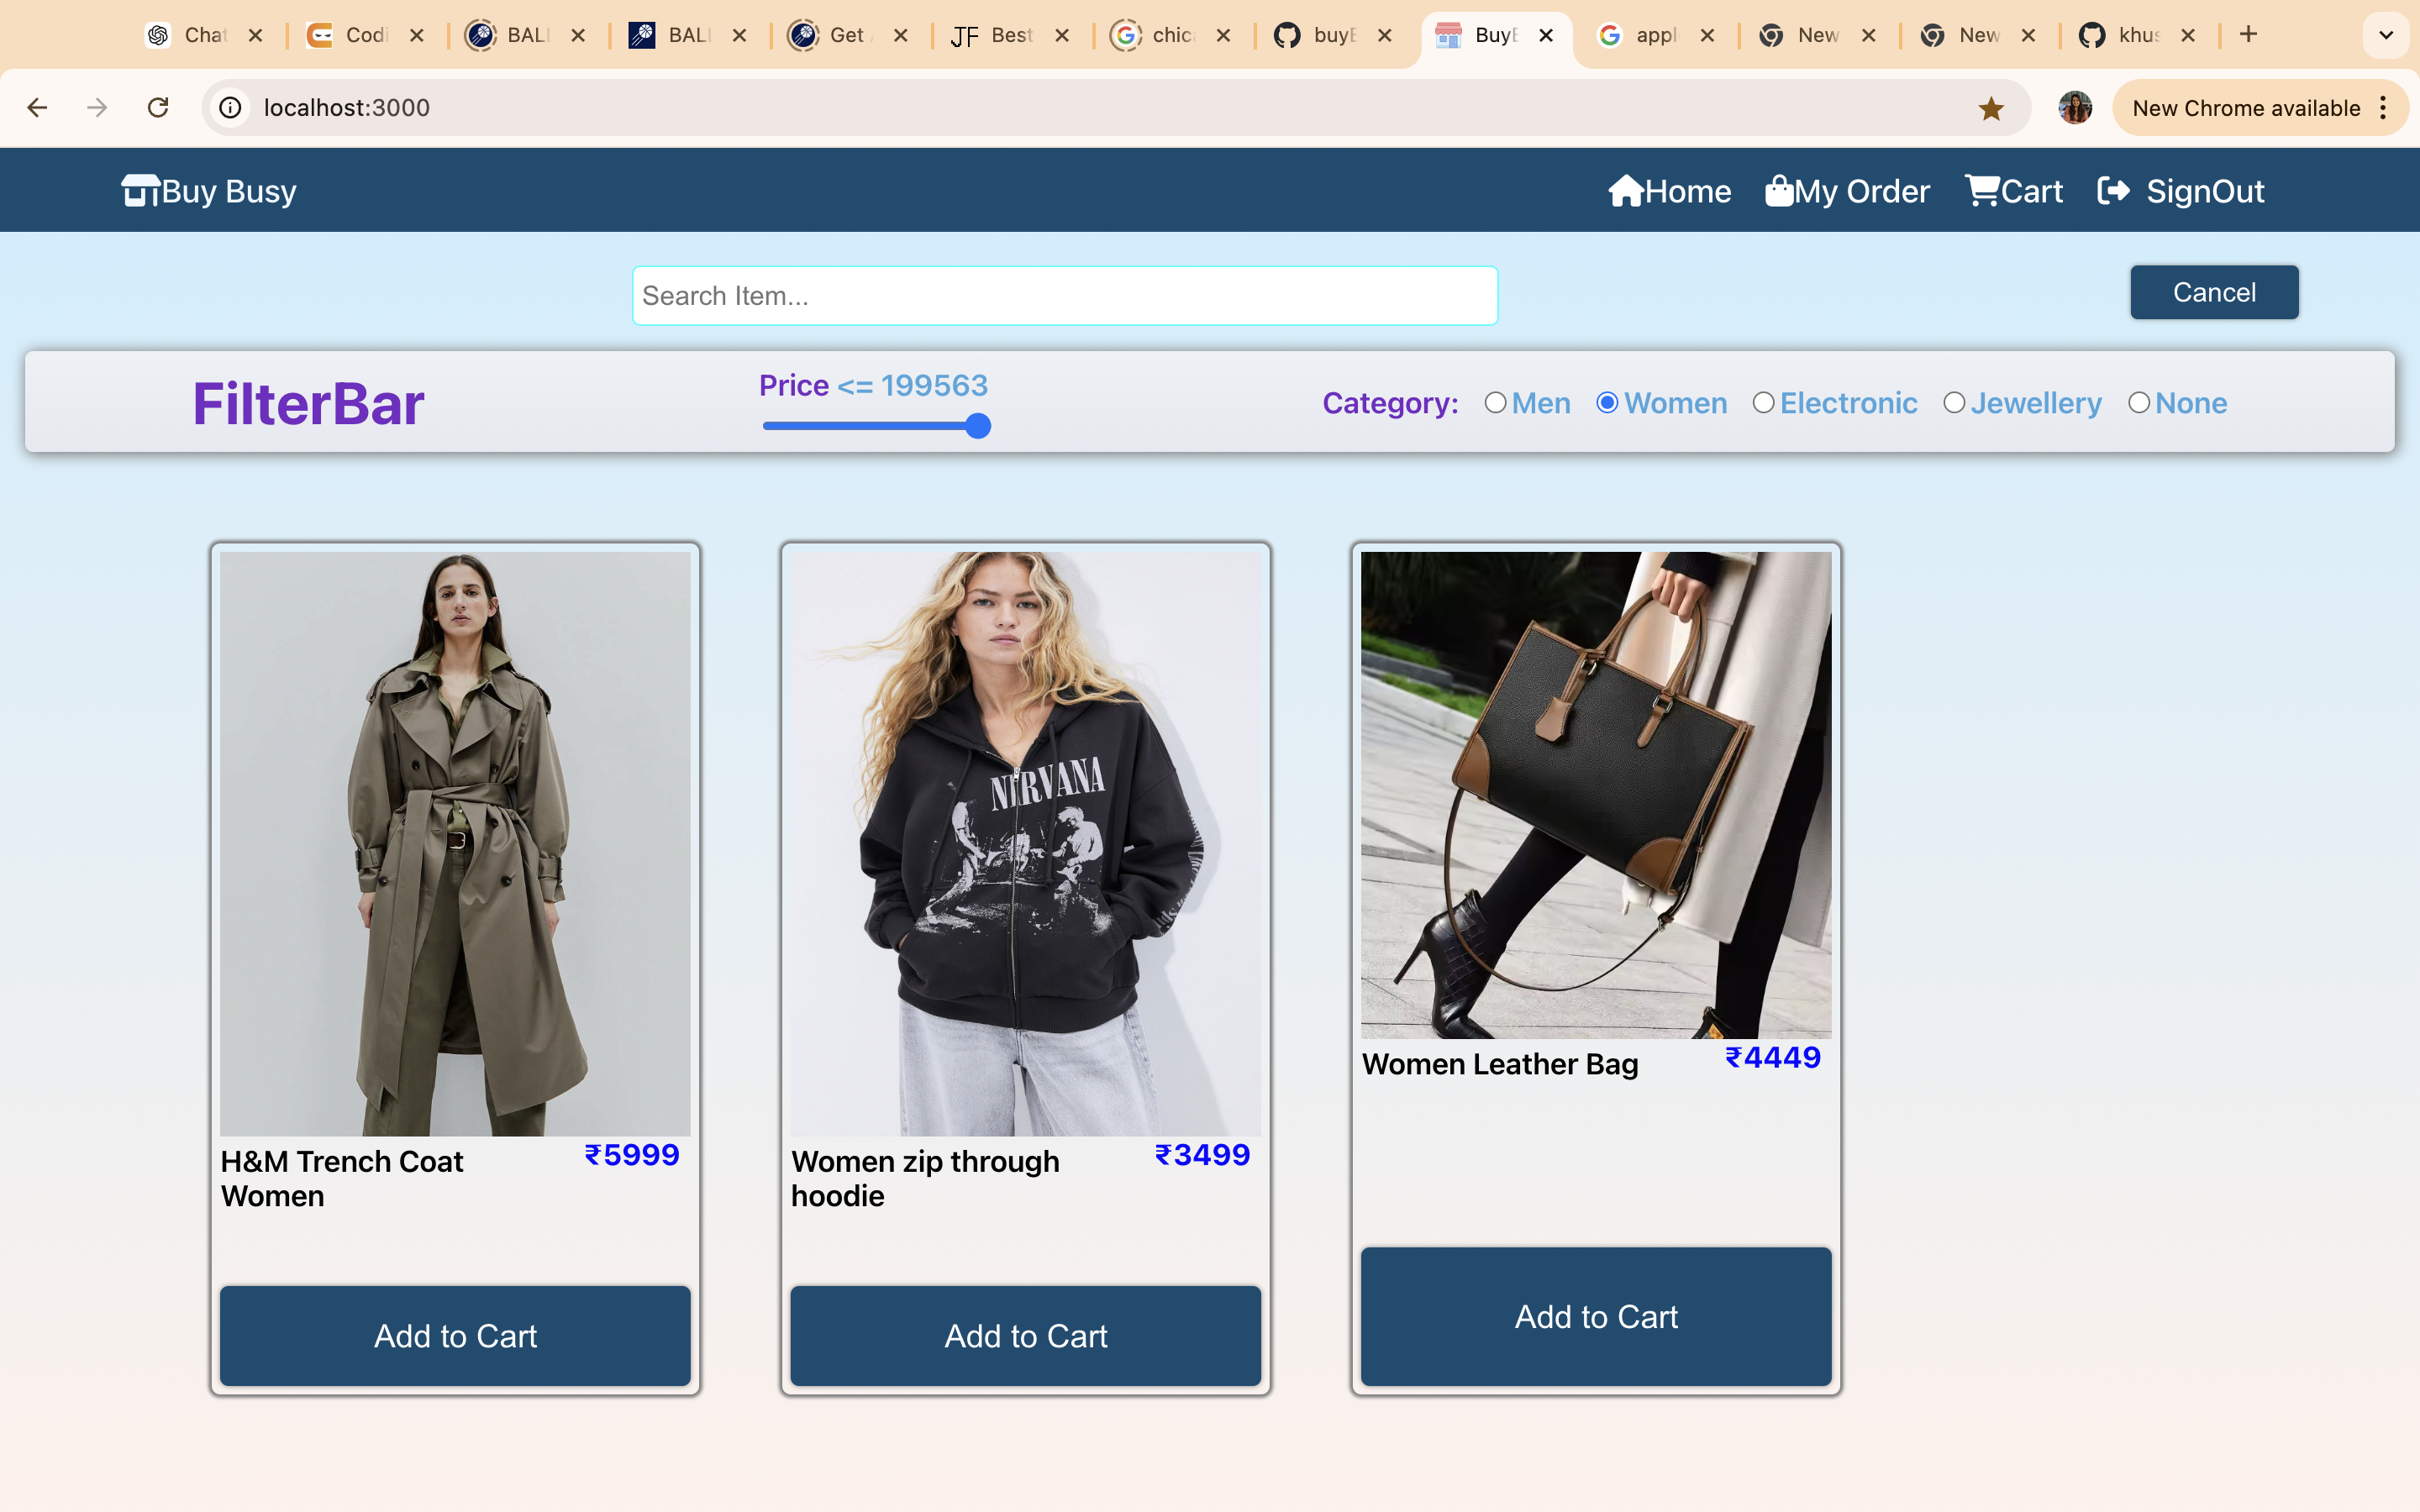 Chat
Codi
BALL
BALL
Get
Best
chic
buyB
BuyB
appl
New
New
khus
localhost:3000
New Chrome available
Buy Busy
Home
My Order
Cart
SignOut
Search Item...
Cancel
FilterBar
Price <= 199563
Category: Men Women Electronic Jewellery None
NIRVANA
H&M Trench Coat
Women
₹5999
Women zip through
hoodie
₹3499
Women Leather Bag
₹4449
Add to Cart
Add to Cart
Add to Cart